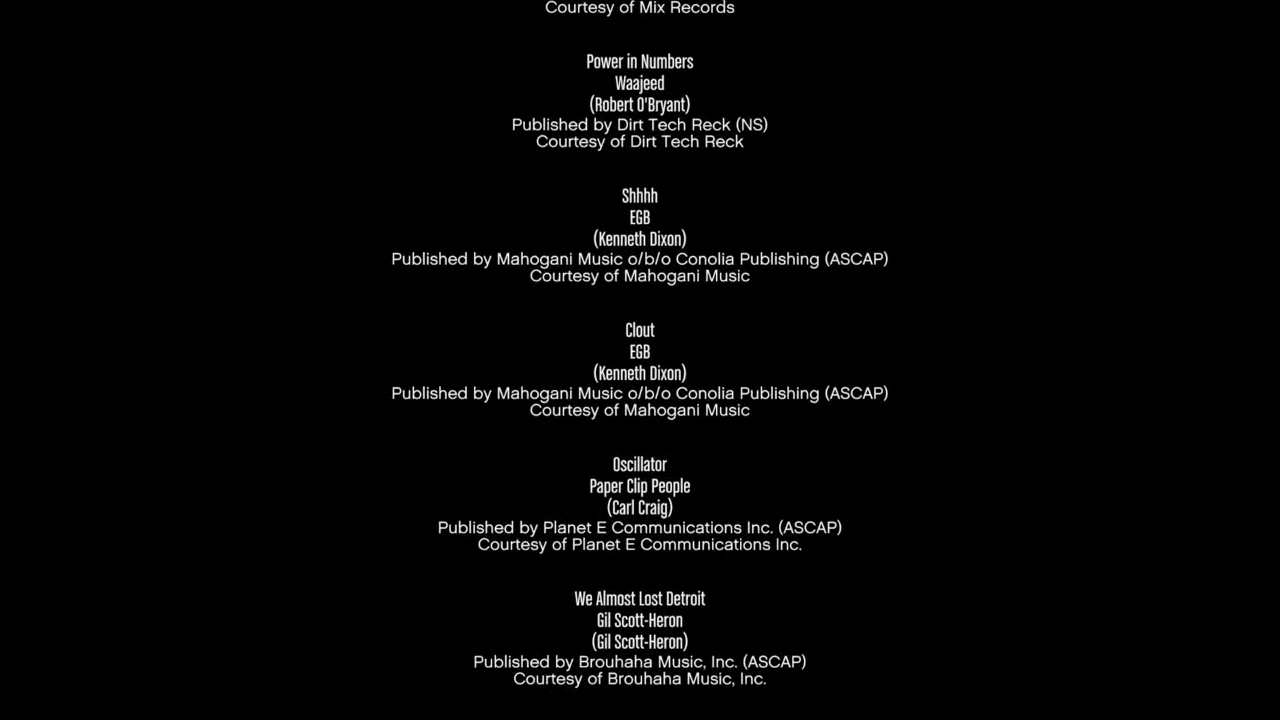 Courtesy of Mix Records
Power in Numbers
Waajeed
(Robert O'Bryant)
Published by Dirt Tech Reck (NS)
Courtesy of Dirt Tech Reck
Shhhh
EGB
(Kenneth Dixon)
Published by Mahogani Music o/b/o Conolia Publishing (ASCAP)
Courtesy of Mahogani Music
Clout
EGB
(Kenneth Dixon)
Published by Mahogani Music o/b/o Conolia Publishing (ASCAP)
Courtesy of Mahogani Music
Oscillator
Paper Clip People
(Carl Craig)
Published by Planet E Communications Inc. (ASCAP)
Courtesy of Planet E Communications Inc.
We Almost Lost Detroit
Gil Scott-Heron
(Gil Scott-Heron)
Published by Brouhaha Music, Inc. (ASCAP)
Courtesy of Brouhaha Music, Inc.